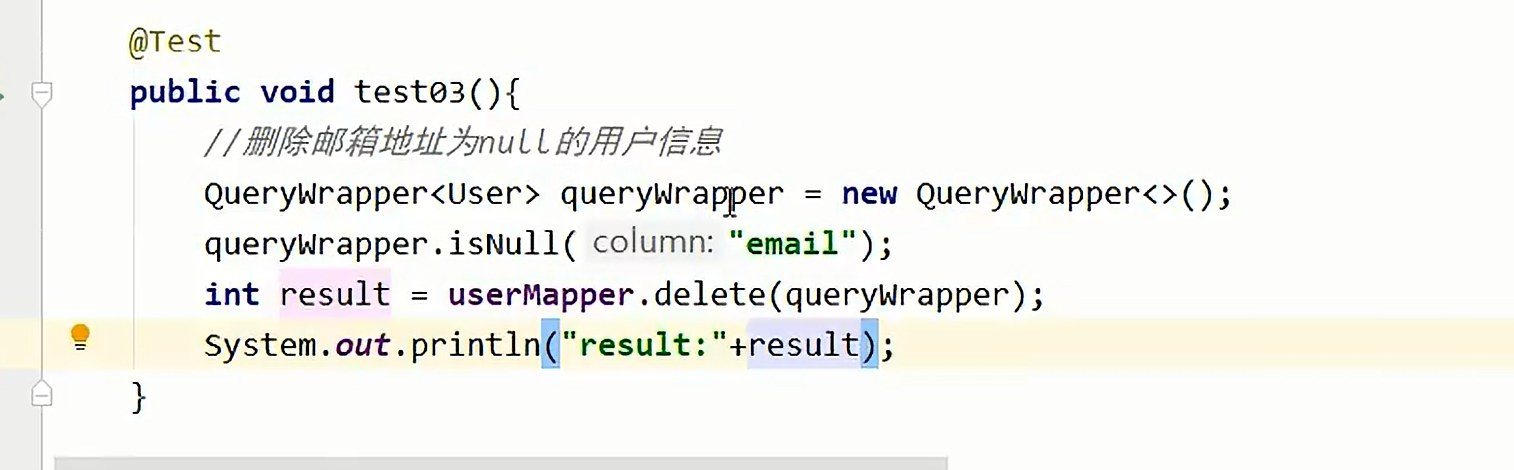 @Test
public void test03(){
//删除邮箱地址为null的用户信息
QueryWrapper<User> queryWrapper = new QueryWrapper<>();
queryWrapper.isNull( column: "email");
int result = userMapper.delete(queryWrapper);
System.out.println("result:"+result);
}